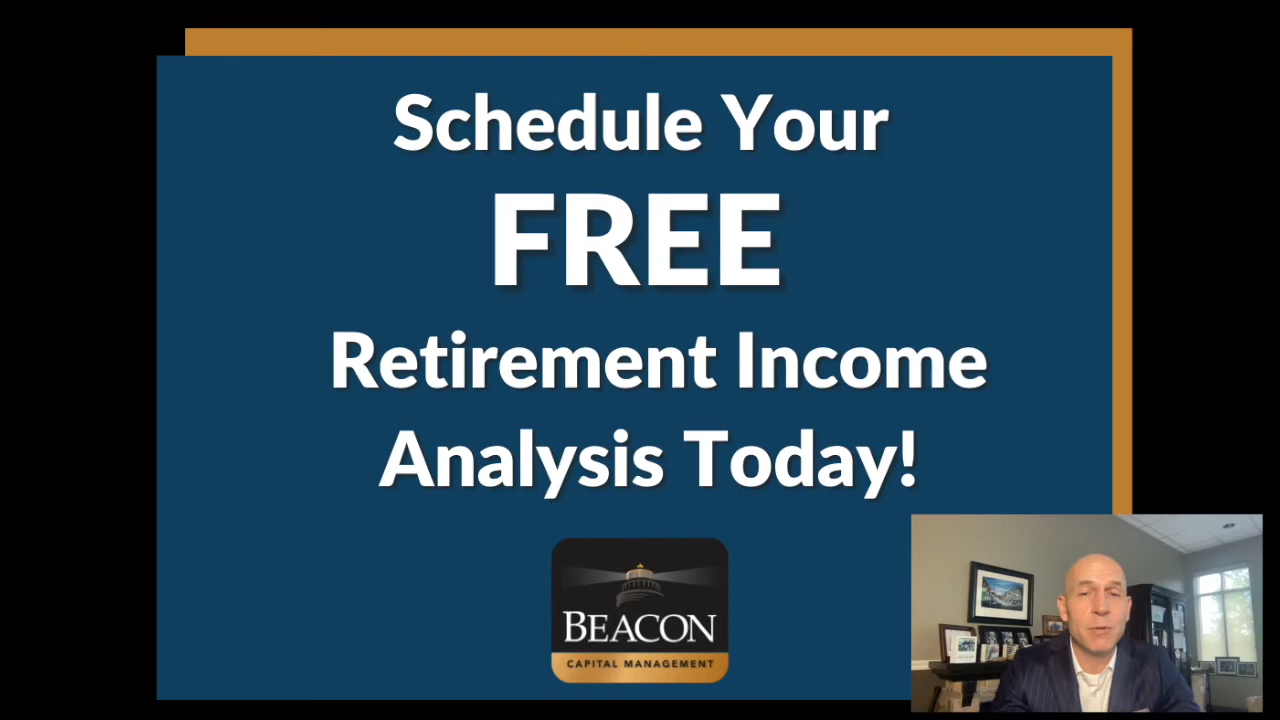 Schedule Your
FREE
Retirement Income
Analysis Today!
BEACON
CAPITAL MANAGEMENT